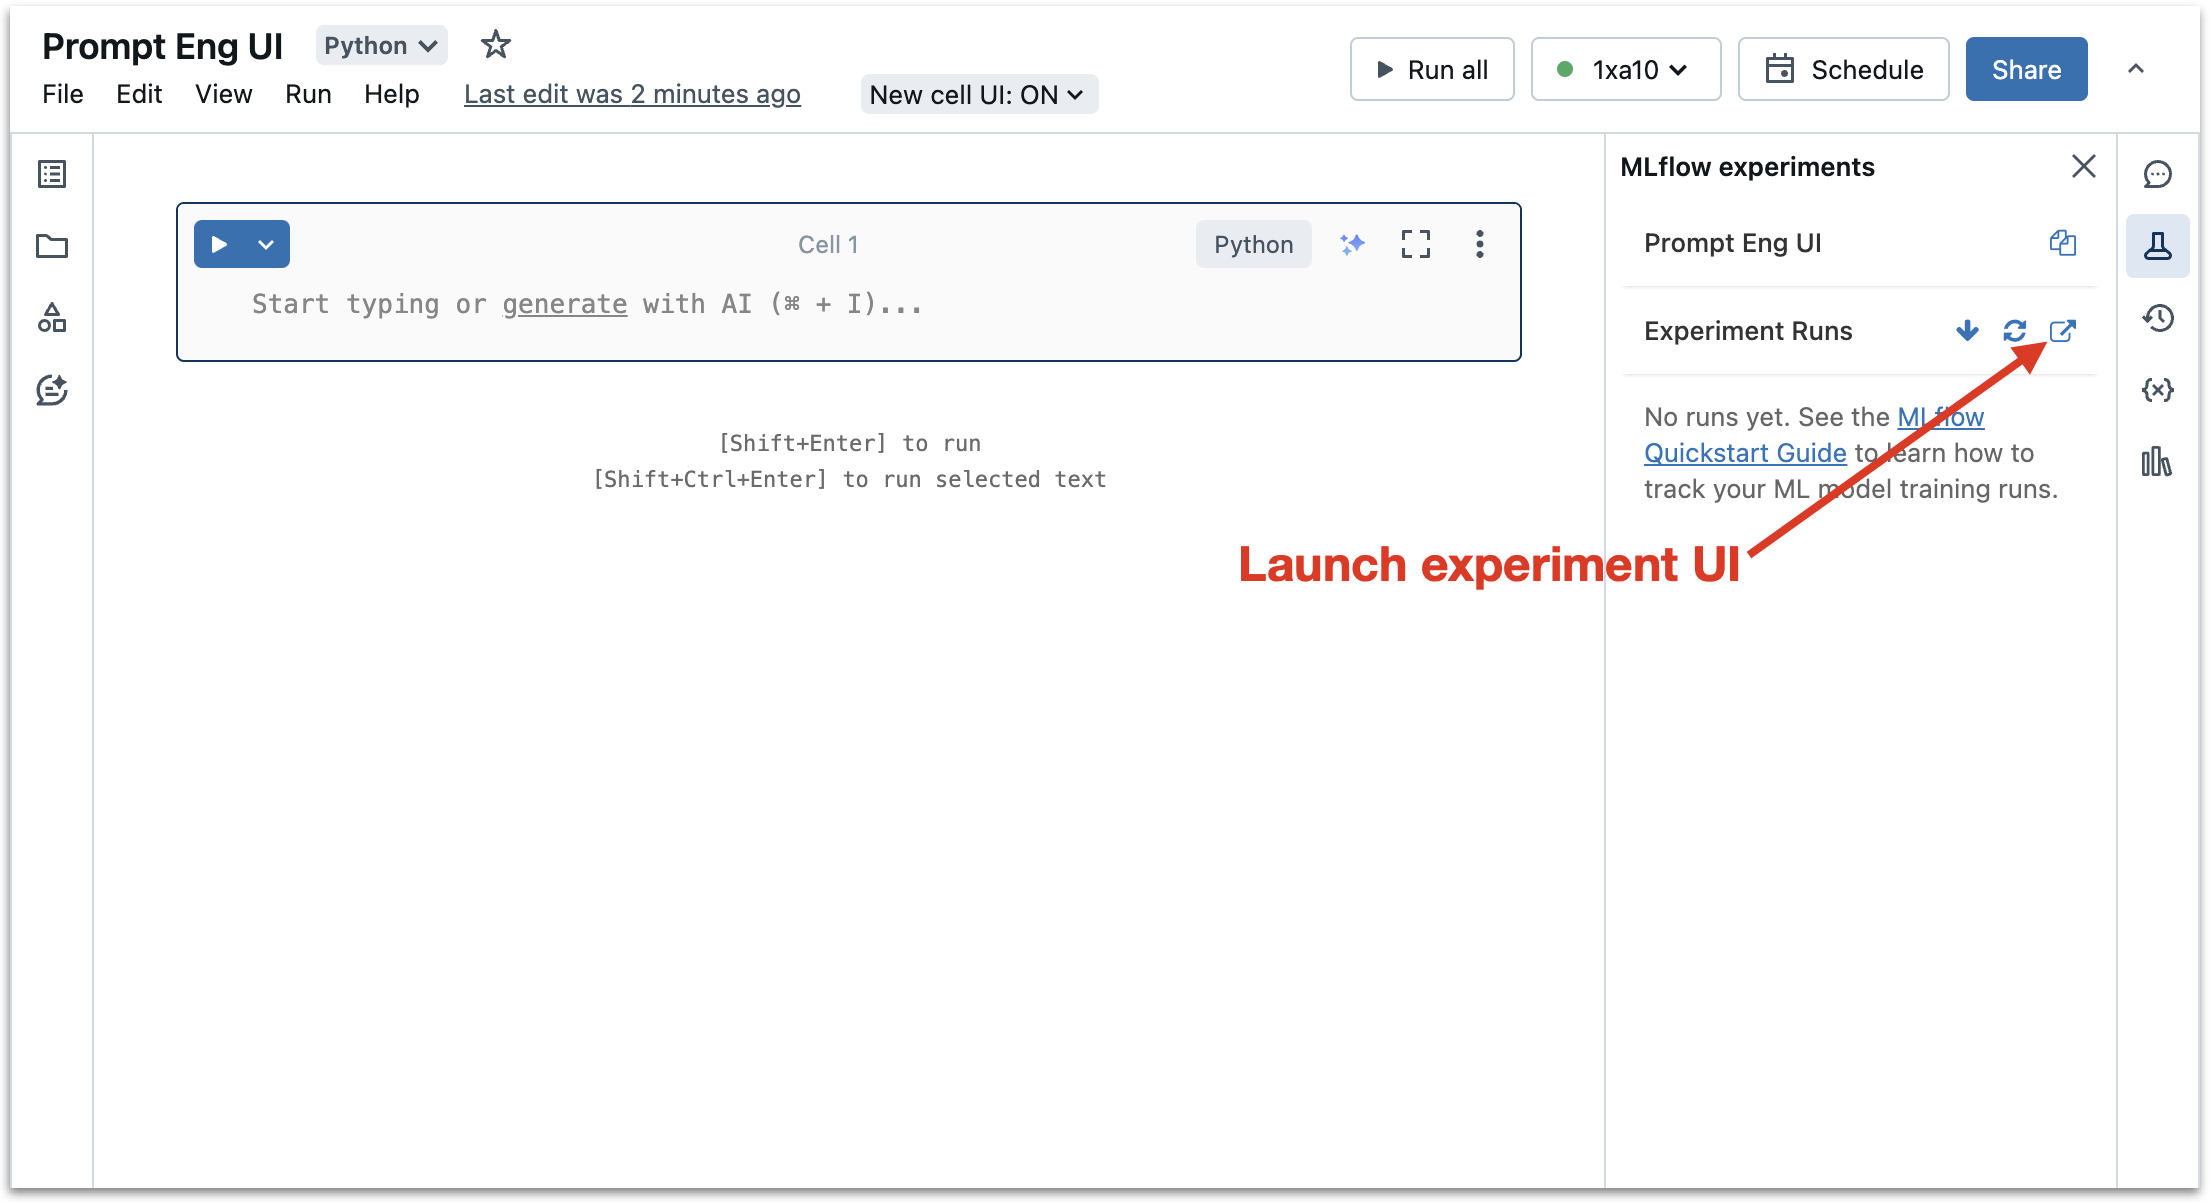 Prompt Eng UI
Python
File Edit View Run Help Last edit was 2 minutes ago New cell UI: ON
Run all
1xa10
Schedule
Share
Cell 1
Python
Start typing or generate with AI (⌘ + I)...
[Shift+Enter] to run
[Shift+Ctrl+Enter] to run selected text
MLflow experiments
Prompt Eng UI
Experiment Runs
No runs yet. See the MLflow
Quickstart Guide to learn how to
track your ML model training runs.
Launch experiment UI